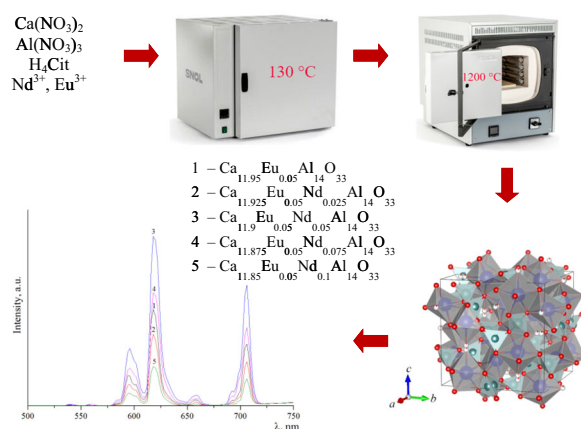 Ca(NO3)2
Al(NO3)3
H4Cit
Nd3+, Eu3+
SNOL
130 °C
1200 °C
1 – Ca11.95Eu0.05Al14O33
2 – Ca11.925Eu0.05Nd0.025Al14O33
3 – Ca11.9Eu0.05Nd0.05Al14O33
4 – Ca11.875Eu0.05Nd0.075Al14O33
5 – Ca11.85Eu0.05Nd0.1Al14O33
Intensity, a.u.
3
4
1
2
5
500 550 600 650 700 750
λ, nm
c
a
b